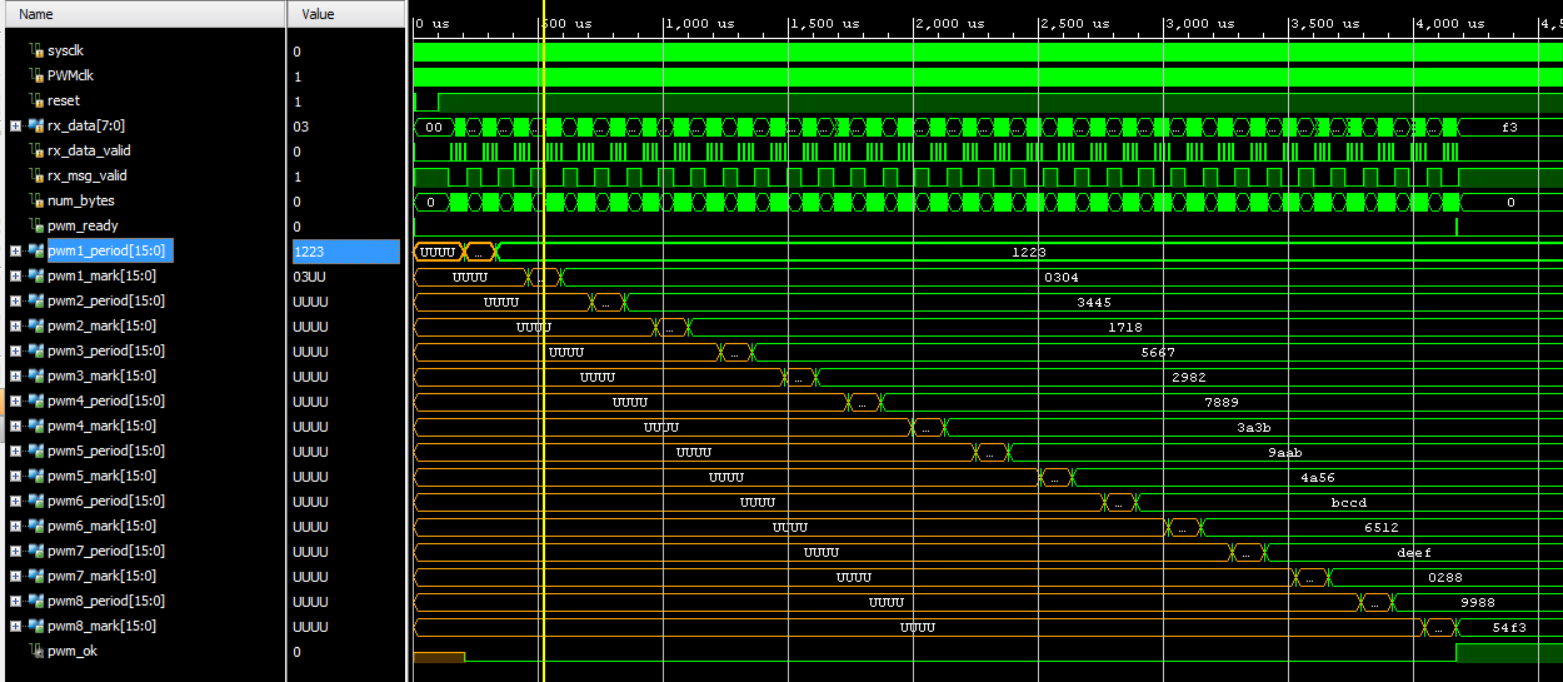 Name Value 0 us 500 us 1,000 us 1,500 us 2,000 us 2,500 us 3,000 us 3,500 us 4,000 us 4,5
sysclk 0
PWMclk 1
reset 1
rx_data[7:0] 03 00 f3
rx_data_valid 0
rx_msg_valid 1
num_bytes 0 0 0
pwm_ready 0
pwm1_period[15:0] 1223 UUUU ... 1223
pwm1_mark[15:0] 03UU UUUU 0304
pwm2_period[15:0] UUUU UUUU ... 3445
pwm2_mark[15:0] UUUU UUUU ... 1718
pwm3_period[15:0] UUUU UUUU ... 5667
pwm3_mark[15:0] UUUU UUUU ... 2982
pwm4_period[15:0] UUUU UUUU ... 7889
pwm4_mark[15:0] UUUU UUUU ... 3a3b
pwm5_period[15:0] UUUU UUUU ... 9aab
pwm5_mark[15:0] UUUU UUUU ... 4a56
pwm6_period[15:0] UUUU UUUU ... bccd
pwm6_mark[15:0] UUUU UUUU ... 6512
pwm7_period[15:0] UUUU UUUU ... deef
pwm7_mark[15:0] UUUU UUUU ... 0288
pwm8_period[15:0] UUUU UUUU ... 9988
pwm8_mark[15:0] UUUU UUUU ... 54f3
pwm_ok 0